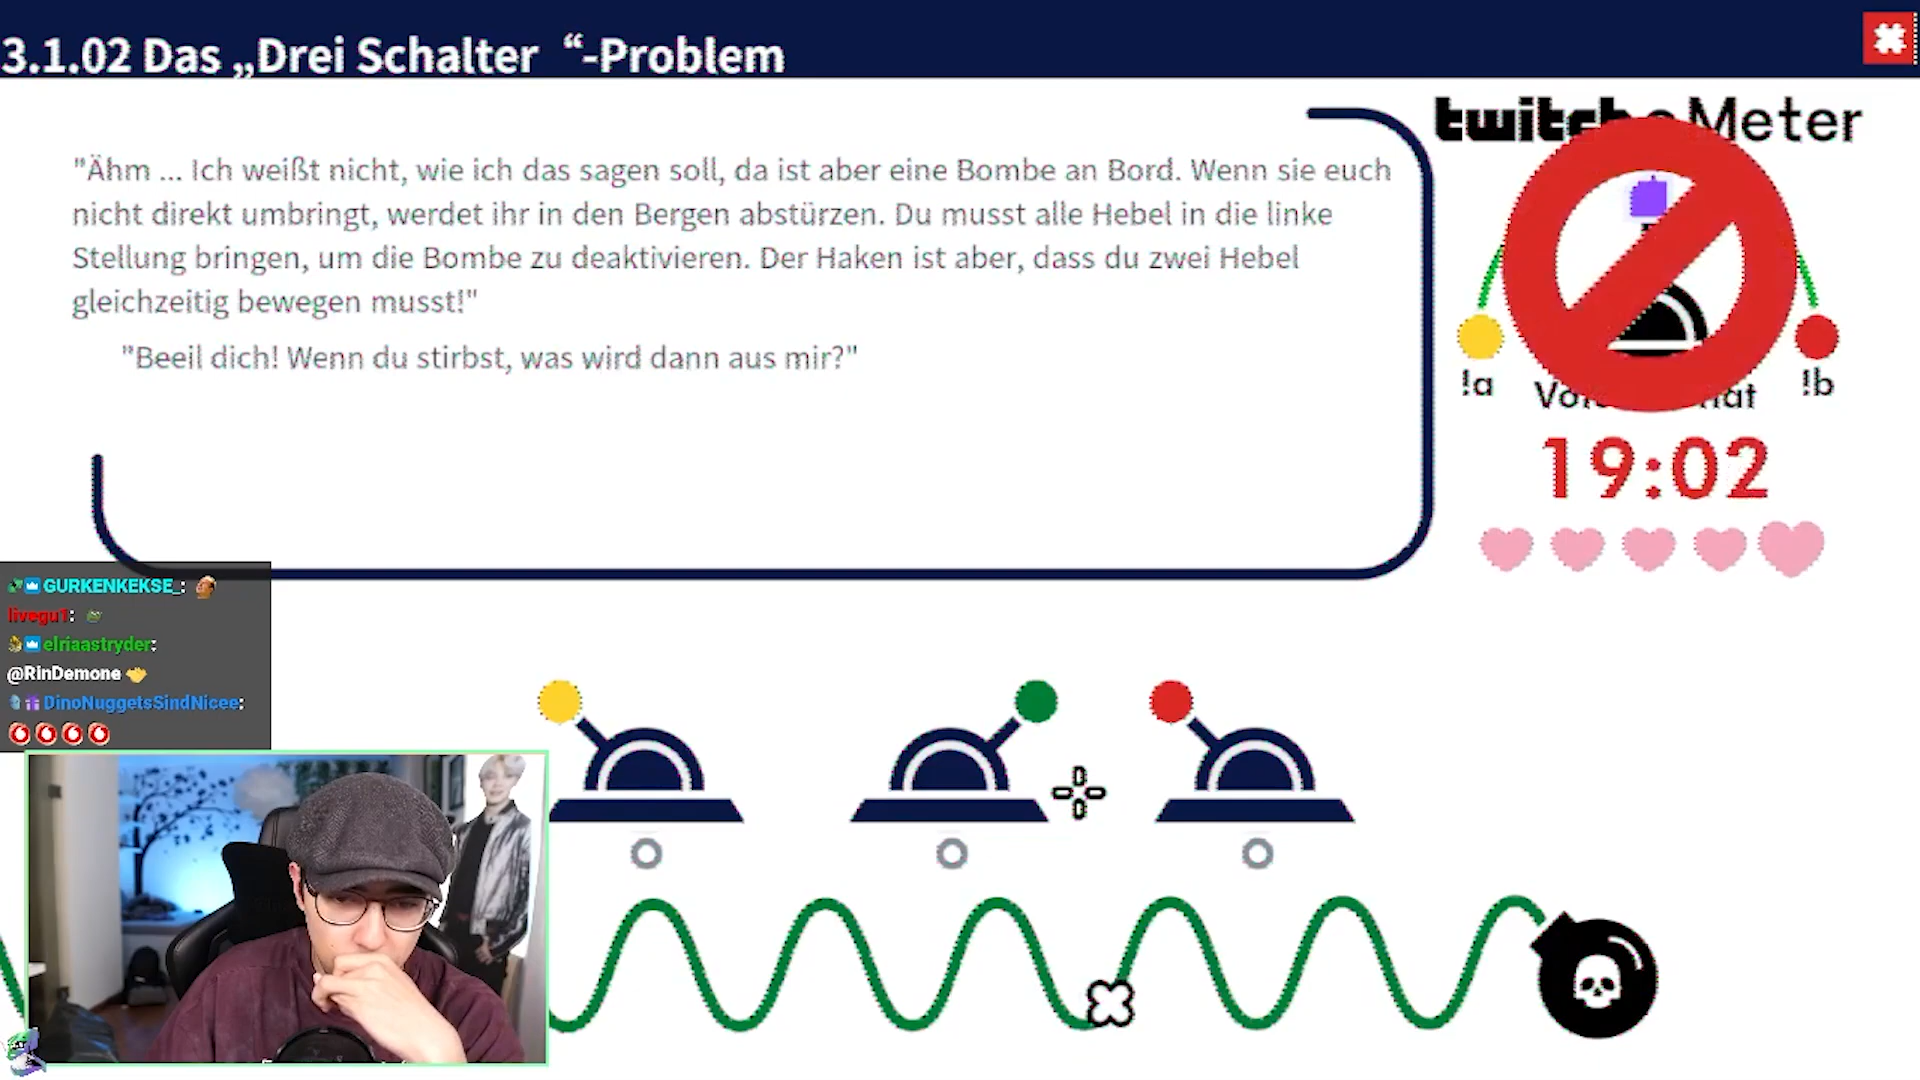 3.1.02 Das „Drei Schalter “-Problem
"Ähm ... Ich weißt nicht, wie ich das sagen soll, da ist aber eine Bombe an Bord. Wenn sie euch
nicht direkt umbringt, werdet ihr in den Bergen abstürzen. Du musst alle Hebel in die linke
Stellung bringen, um die Bombe zu deaktivieren. Der Haken ist aber, dass du zwei Hebel
gleichzeitig bewegen musst!"
"Beeil dich! Wenn du stirbst, was wird dann aus mir?"
Meter
!a
!b
19:02
GURKENKEKSE_:
livegu1:
elriaastryder:
@RinDemone
DinoNuggetsSindNicee: